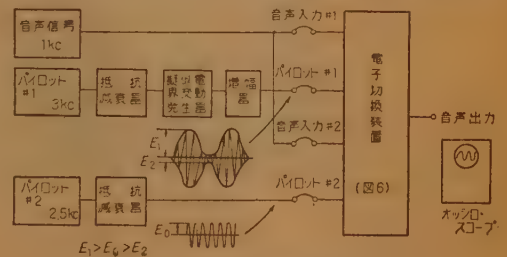 音声信号
1kc
音声入力#1
パイロット
#1
3kc
抵抗
減衰器
擬似電
界変動
発生器
増幅
器
パイロット#1
音声入力#2
電子切換装置
(図6)
音声出力
E₁
E₂
パイロット
#2
2.5kc
抵抗
減衰器
パイロット#2
E₀
E₁>E₀>E₂
オッシロ
スコープ